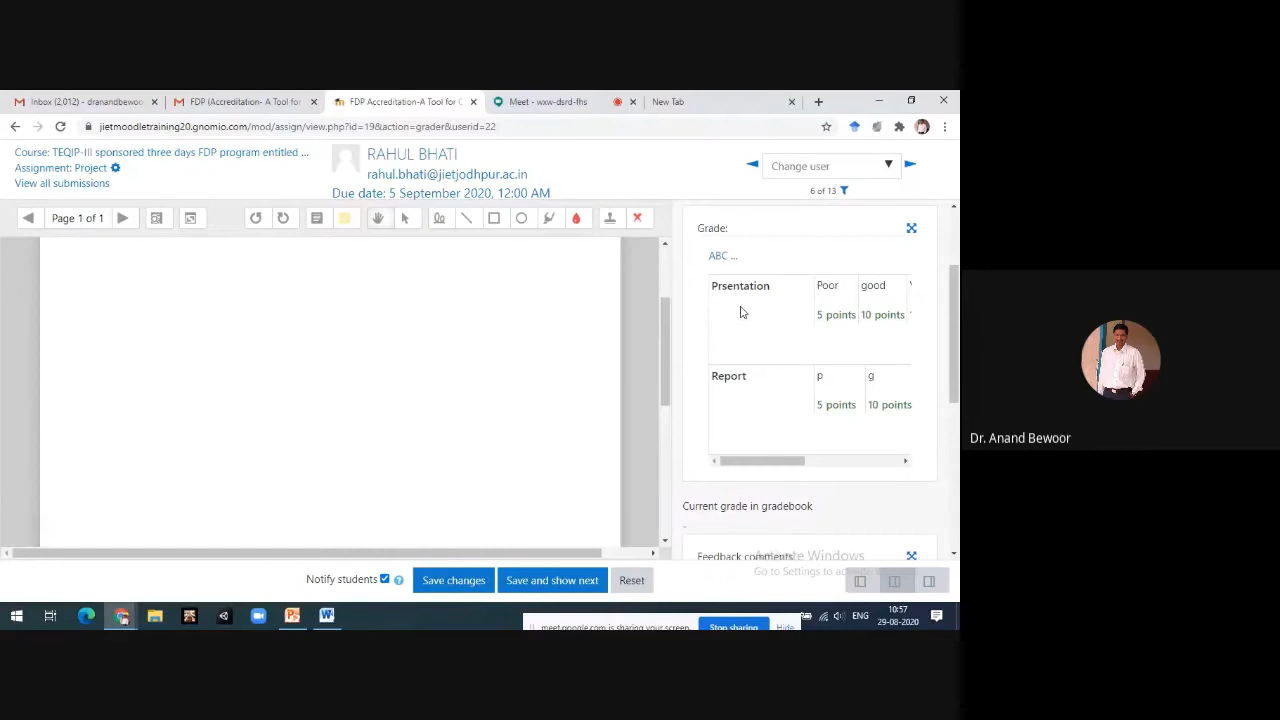 Inbox (2,012) - dranandbewoo
FDP (Accreditation- A Tool for
FDP Accreditation-A Tool for C
Meet - wxw-dsrd-fhs
New Tab
jietmoodletraining20.gnomio.com/mod/assign/view.php?id=19&action=grader&userid=22
Course: TEQIP-III sponsored three days FDP program entitled ...
Assignment: Project
View all submissions
RAHUL BHATI
rahul.bhati@jietjodhpur.ac.in
Due date: 5 September 2020, 12:00 AM
Change user
6 of 13
Page 1 of 1
Grade:
ABC ...
Prsentation
Poor
good
5 points
10 points
Report
p
g
5 points
10 points
Current grade in gradebook
-
Feedback comments
Activate Windows
Go to Settings to
Notify students
Save changes
Save and show next
Reset
meet.google.com is sharing your screen.
Stop sharing
Hide
ENG
10:57
29-08-2020
Dr. Anand Bewoor